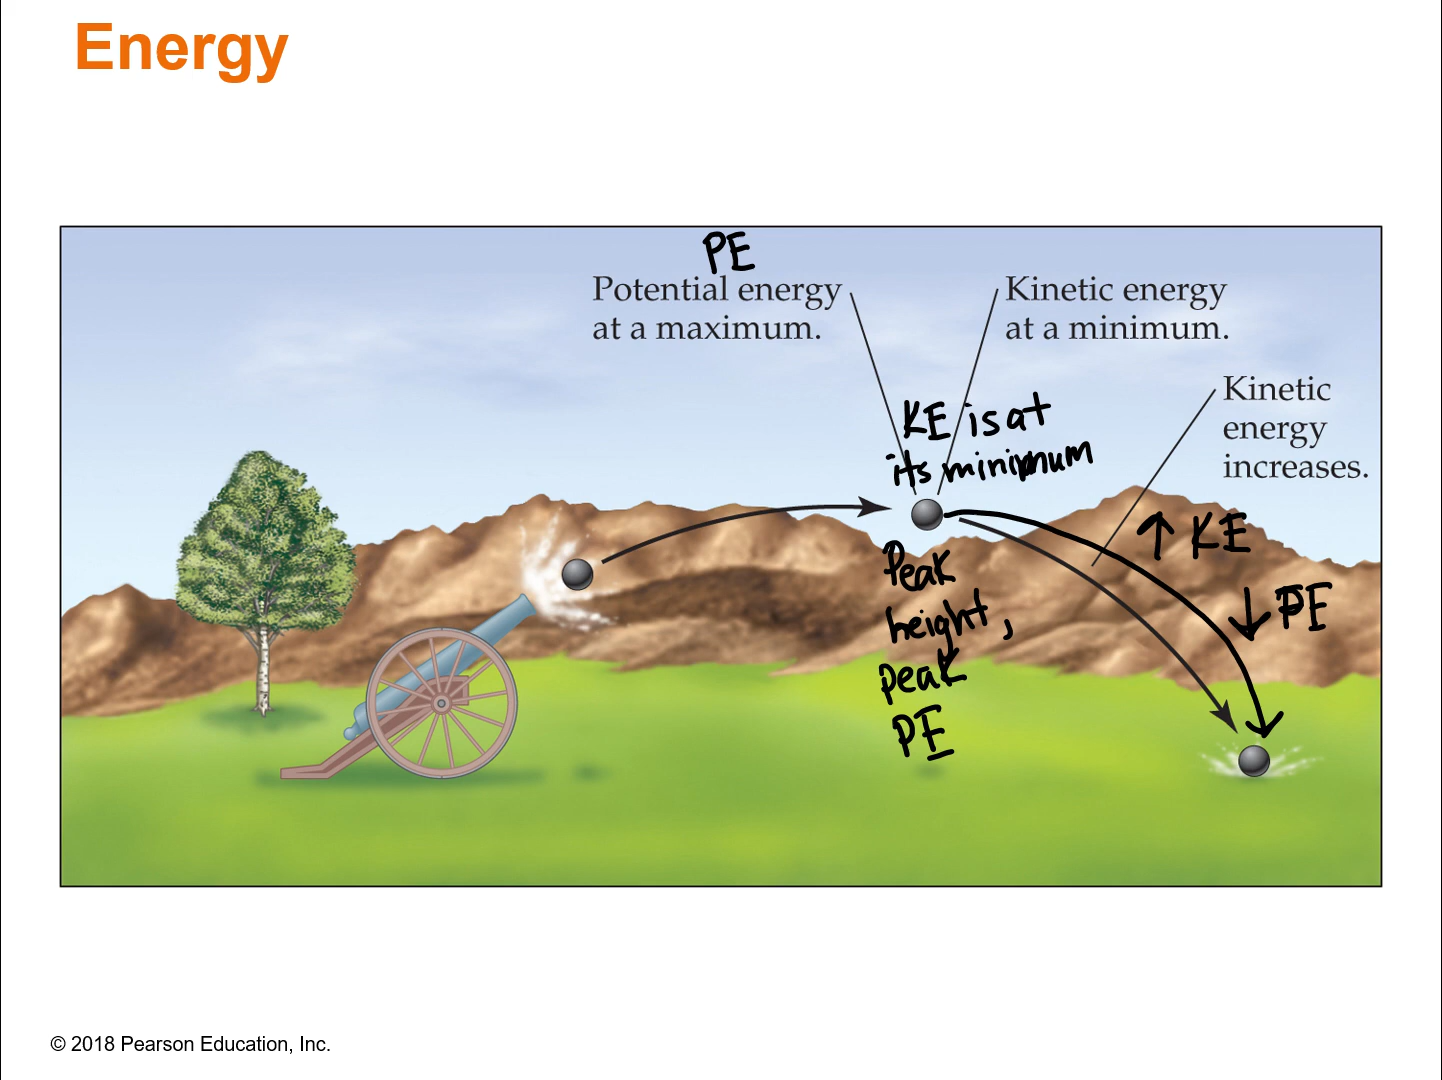 Energy
PE
Potential energy
at a maximum.
Kinetic energy
at a minimum.
Kinetic
energy
increases.
KE is at
its minimum
↑ KE
↓ PE
Peak
height,
peak
PE
© 2018 Pearson Education, Inc.